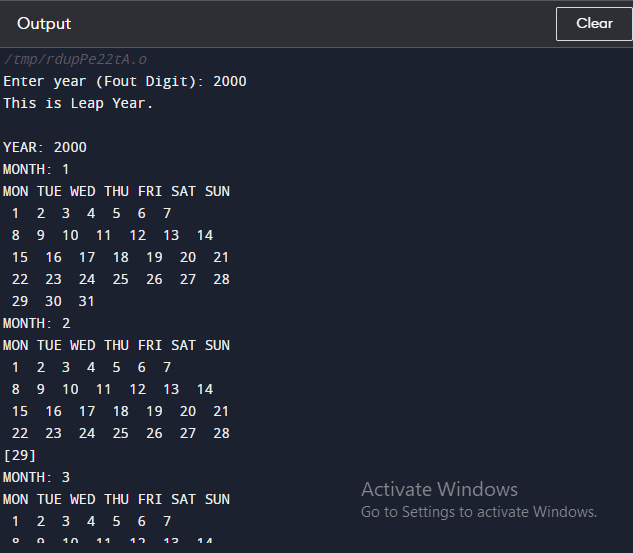 Output
Clear
/tmp/rdupPe22tA.o
Enter year (Fout Digit): 2000
This is Leap Year.
YEAR: 2000
MONTH: 1
MON TUE WED THU FRI SAT SUN
1 2 3 4 5 6 7
8 9 10 11 12 13 14
15 16 17 18 19 20 21
22 23 24 25 26 27 28
29 30 31
MONTH: 2
MON TUE WED THU FRI SAT SUN
1 2 3 4 5 6 7
8 9 10 11 12 13 14
15 16 17 18 19 20 21
22 23 24 25 26 27 28
[29]
MONTH: 3
MON TUE WED THU FRI SAT SUN
1 2 3 4 5 6 7
8 9 10 11 12 13 14
Activate Windows
Go to Settings to activate Windows.